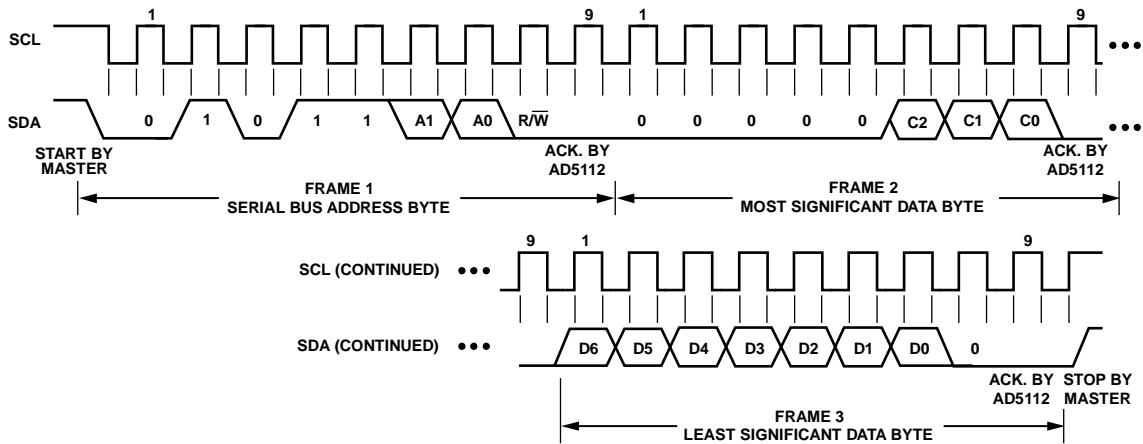 1 9 1 9
SCL
SDA 0 1 0 1 1 A1 A0 R/W̅ 0 0 0 0 0 C2 C1 C0
START BY
MASTER
ACK. BY
AD5112
ACK. BY
AD5112
FRAME 1
SERIAL BUS ADDRESS BYTE
FRAME 2
MOST SIGNIFICANT DATA BYTE
9 1 9
SCL (CONTINUED)
SDA (CONTINUED) D6 D5 D4 D3 D2 D1 D0 0
ACK. BY
AD5112
STOP BY
MASTER
FRAME 3
LEAST SIGNIFICANT DATA BYTE